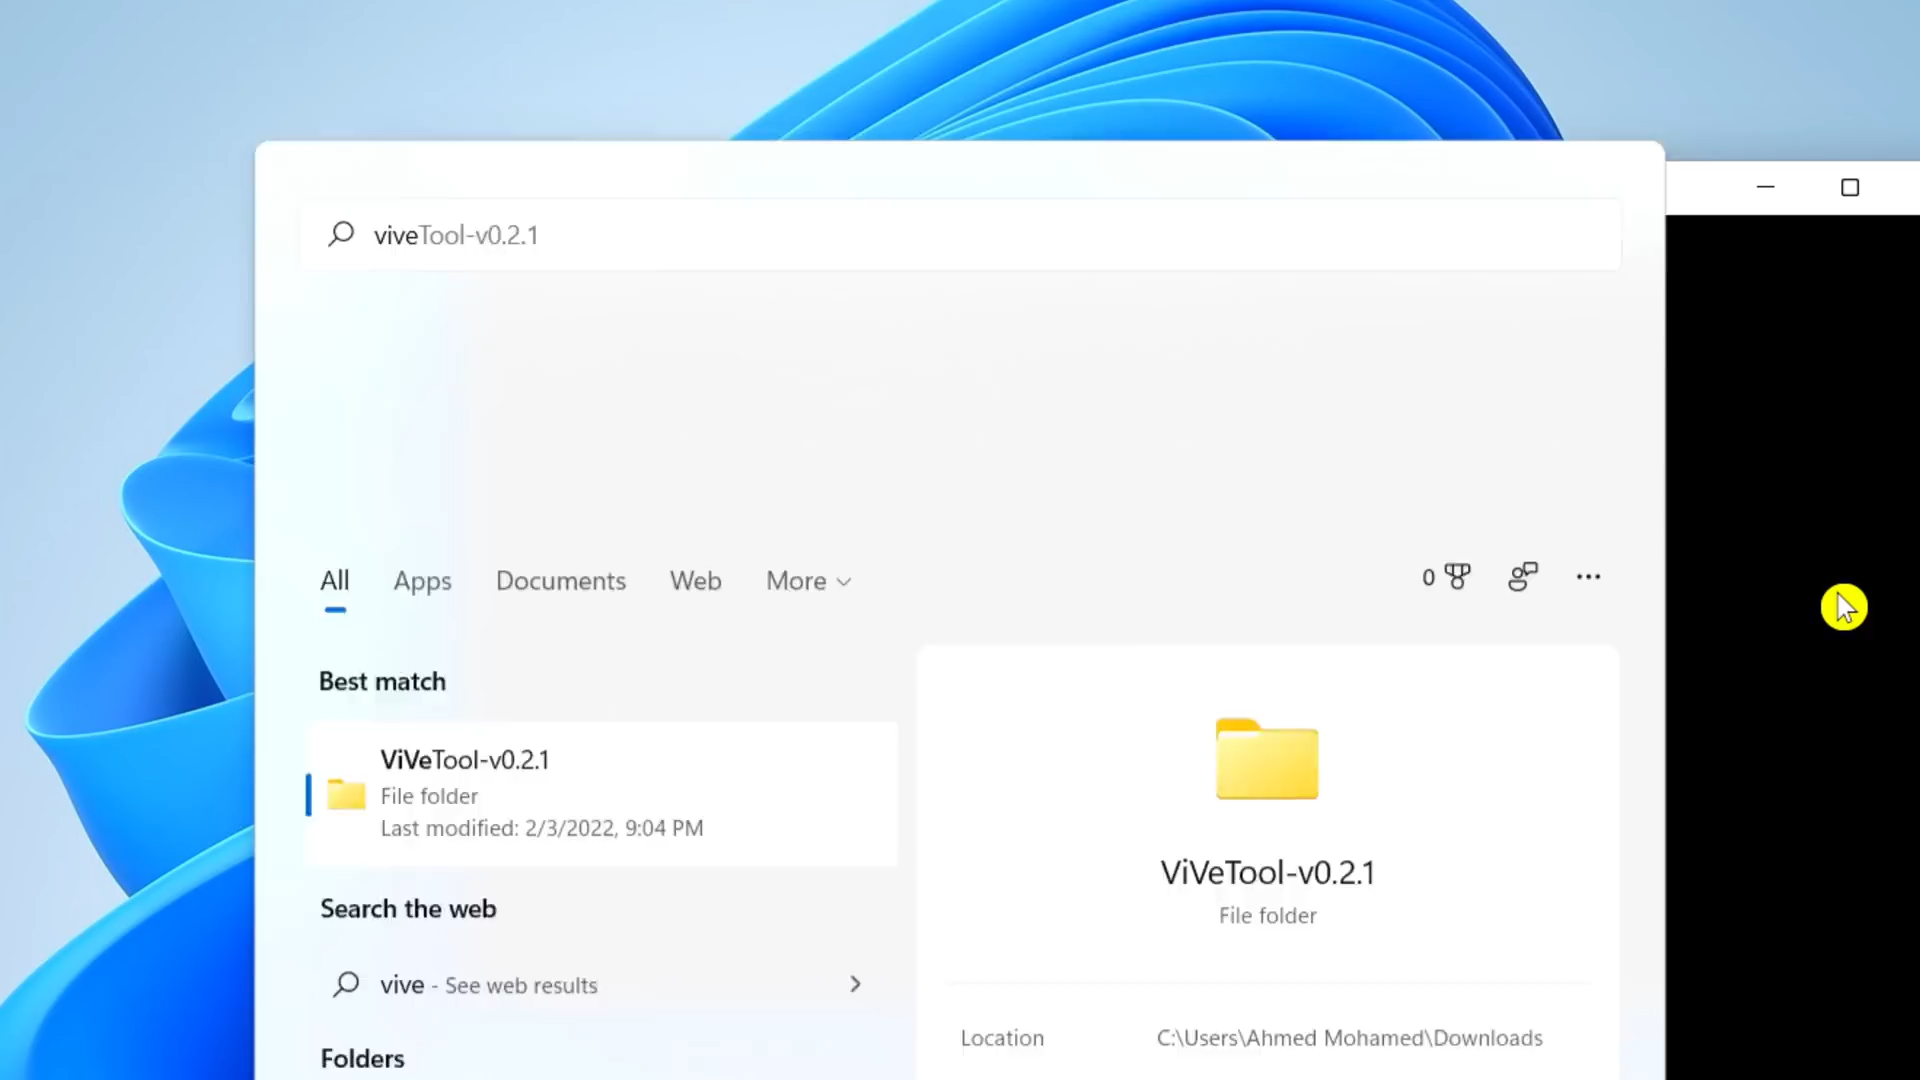 viveTool-v0.2.1
All Apps Documents Web More 0
Best match
ViVeTool-v0.2.1
File folder
Last modified: 2/3/2022, 9:04 PM
Search the web
vive - See web results
Folders
ViVeTool-v0.2.1
File folder
Location C:\Users\Ahmed Mohamed\Downloads